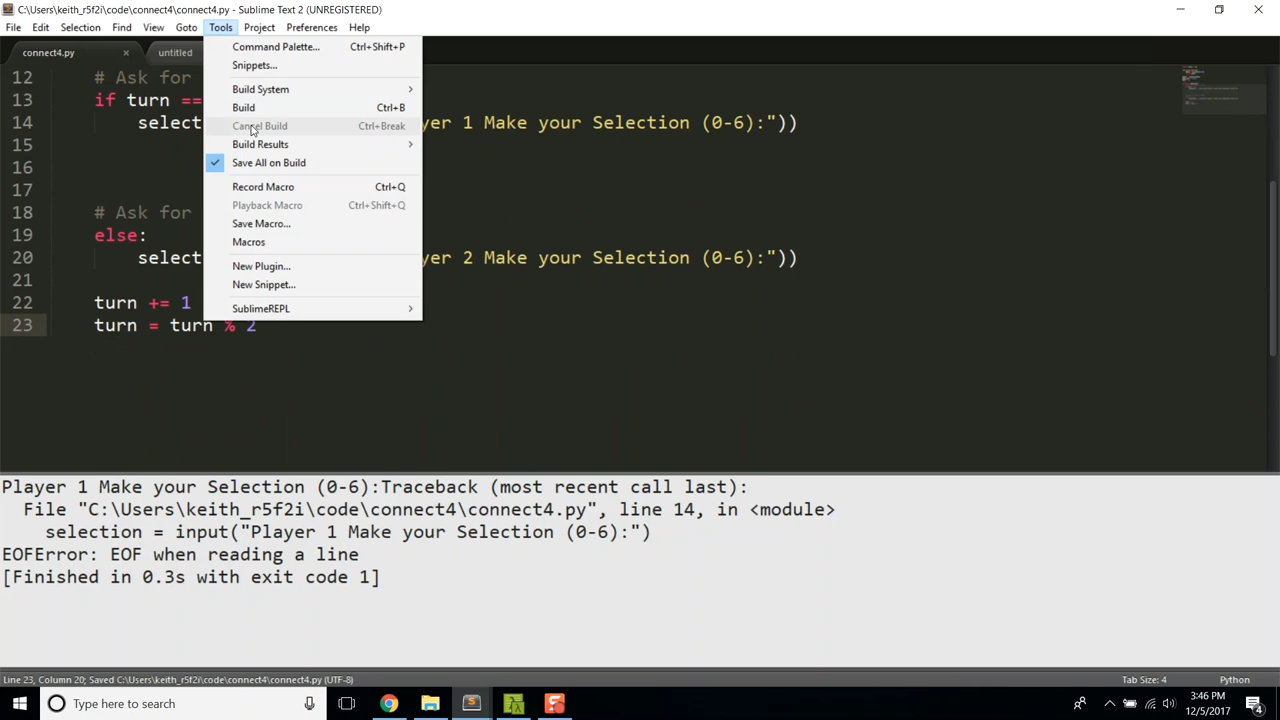 C:\Users\keith_r5f2i\code\connect4\connect4.py - Sublime Text 2 (UNREGISTERED)
File Edit Selection Find View Goto Tools Project Preferences Help
connect4.py × untitled
Command Palette... Ctrl+Shift+P
Snippets...
Build System
Build Ctrl+B
Cancel Build Ctrl+Break
Build Results
Save All on Build
Record Macro Ctrl+Q
Playback Macro Ctrl+Shift+Q
Save Macro...
Macros
New Plugin...
New Snippet...
SublimeREPL
12 # Ask for
13 if turn ==
14 select yer 1 Make your Selection (0-6):"))
15
16
17
18 # Ask for
19 else:
20 select yer 2 Make your Selection (0-6):"))
21
22 turn += 1
23 turn = turn % 2
Player 1 Make your Selection (0-6):Traceback (most recent call last):
File "C:\Users\keith_r5f2i\code\connect4\connect4.py", line 14, in <module>
selection = input("Player 1 Make your Selection (0-6):")
EOFError: EOF when reading a line
[Finished in 0.3s with exit code 1]
Line 23, Column 20; Saved C:\Users\keith_r5f2i\code\connect4\connect4.py (UTF-8) Tab Size: 4 Python
Type here to search
3:46 PM
12/5/2017
4